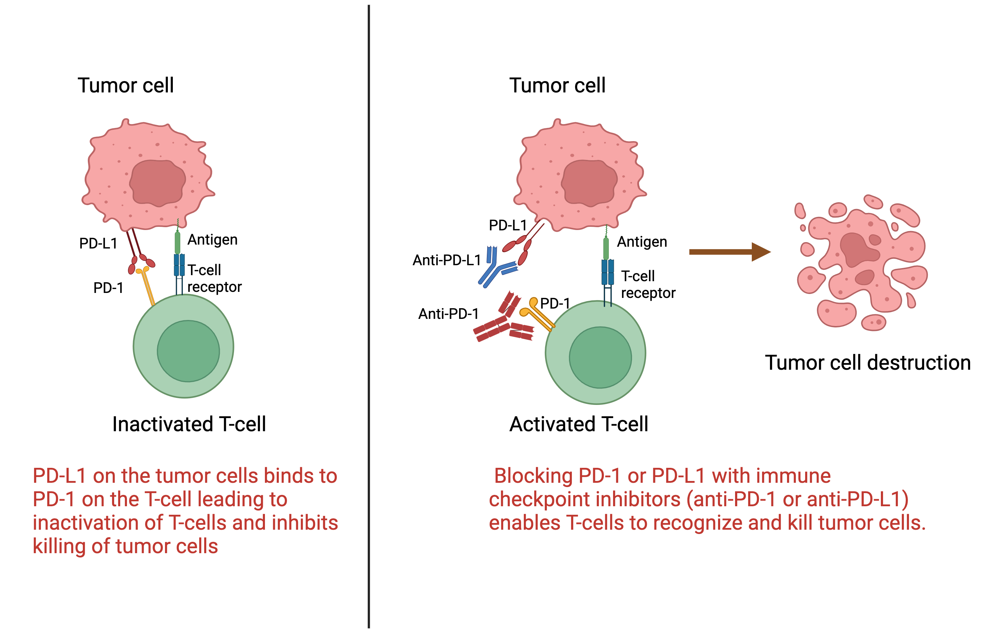 Tumor cell
PD-L1
Antigen
T-cell
receptor
PD-1
Inactivated T-cell
PD-L1 on the tumor cells binds to
PD-1 on the T-cell leading to
inactivation of T-cells and inhibits
killing of tumor cells
Tumor cell
PD-L1
Antigen
Anti-PD-L1
T-cell
receptor
PD-1
Anti-PD-1
Activated T-cell
Tumor cell destruction
Blocking PD-1 or PD-L1 with immune
checkpoint inhibitors (anti-PD-1 or anti-PD-L1)
enables T-cells to recognize and kill tumor cells.